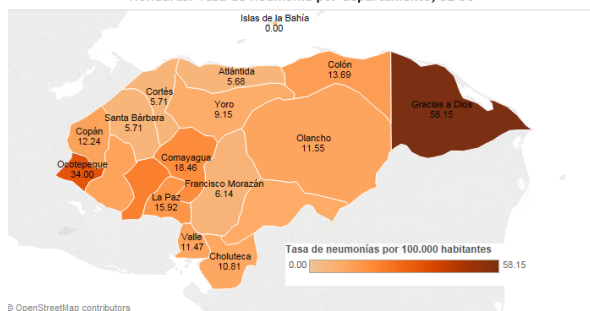 Islas de la Bahía
0.00
Atlántida
5.68
Colón
13.69
Cortés
5.71
Yoro
9.15
Gracias a Dios
58.15
Santa Bárbara
5.71
Copán
12.24
Olancho
11.55
Ocotepeque
34.00
Comayagua
18.46
Francisco Morazán
6.14
La Paz
15.92
Valle
11.47
Choluteca
10.81
Tasa de neumonías por 100.000 habitantes
0.00
58.15
© OpenStreetMap contributors